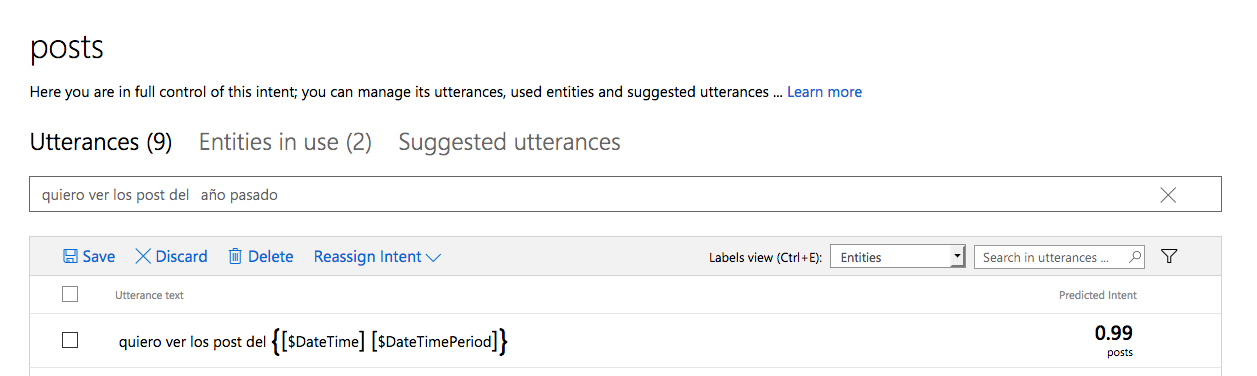 posts
Here you are in full control of this intent; you can manage its utterances, used entities and suggested utterances ... Learn more
Utterances (9) Entities in use (2) Suggested utterances
quiero ver los post del año pasado
Save Discard Delete Reassign Intent Labels view (Ctrl+E): Entities Search in utterances ...
Utterance text Predicted Intent
quiero ver los post del {[$DateTime] [$DateTimePeriod]} 0.99
posts